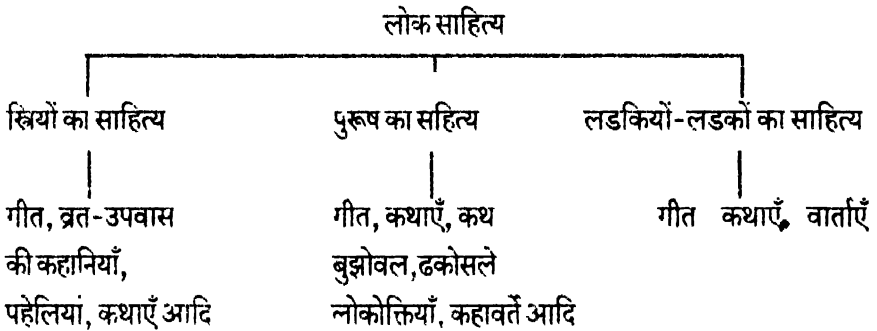 लोक साहित्य
स्त्रियों का साहित्य
पुरूष का सहित्य
लडकियों-लडकों का साहित्य
गीत, व्रत-उपवास
की कहानियाँ,
पहेलियां, कथाएँ आदि
गीत, कथाएँ, कथ
बुझोवल,ढकोसले
लोकोक्तियाँ, कहावतें आदि
गीत कथाएँ, वार्ताएँ